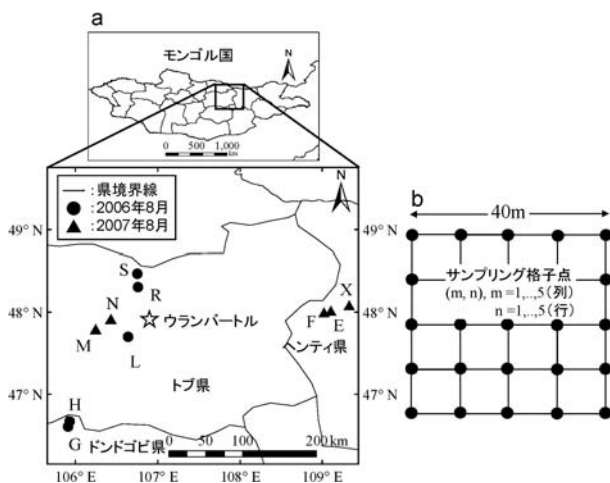 a
モンゴル国
N
0 500 1,000
km
N
—:県境界線
●:2006年8月
▲:2007年8月
49° N
49° N
S
R
N
☆ウランバートル
X
48° N
48° N
M
F
E
ヘンティ県
L
トブ県
47° N
47° N
H
G
ドンドゴビ県
0 50 100 200 km
106° E 107° E 108° E 109° E
b
40m
サンプリング格子点
(m, n), m =1,..,5(列)
n =1,..,5(行)